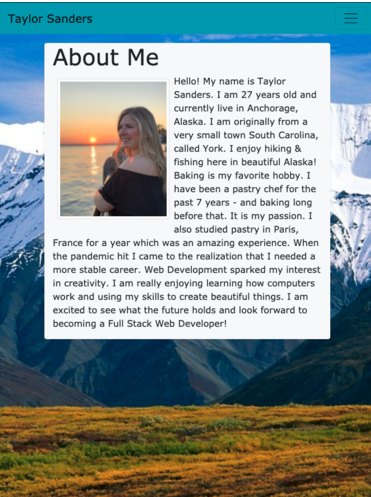 Taylor Sanders
About Me
Hello! My name is Taylor
Sanders. I am 27 years old and
currently live in Anchorage,
Alaska. I am originally from a
very small town South Carolina,
called York. I enjoy hiking &
fishing here in beautiful Alaska!
Baking is my favorite hobby. I
have been a pastry chef for the
past 7 years - and baking long
before that. It is my passion. I
also studied pastry in Paris,
France for a year which was an amazing experience. When
the pandemic hit I came to the realization that I needed a
more stable career. Web Development sparked my interest
in creativity. I am really enjoying learning how computers
work and using my skills to create beautiful things. I am
excited to see what the future holds and look forward to
becoming a Full Stack Web Developer!